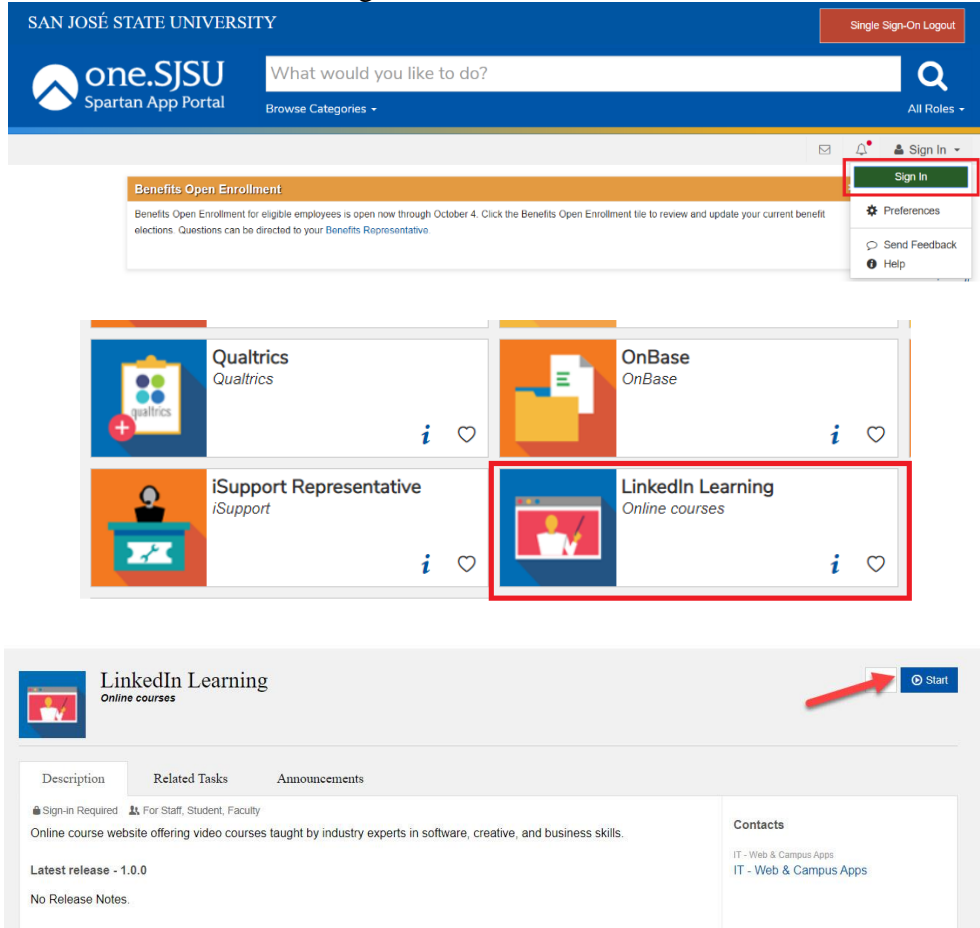 SAN JOSÉ STATE UNIVERSITY
Single Sign-On Logout
one.SJSU
Spartan App Portal
What would you like to do?
Browse Categories
All Roles
Sign In
Sign In
Preferences
Send Feedback
Help
Benefits Open Enrollment
Benefits Open Enrollment for eligible employees is open now through October 4. Click the Benefits Open Enrollment tile to review and update your current benefit
elections. Questions can be directed to your Benefits Representative.
Qualtrics
Qualtrics
qualtrics
i
OnBase
OnBase
i
iSupport Representative
iSupport
i
LinkedIn Learning
Online courses
i
LinkedIn Learning
Online courses
Start
Description
Related Tasks
Announcements
Sign-in Required For Staff, Student, Faculty
Online course website offering video courses taught by industry experts in software, creative, and business skills.
Latest release - 1.0.0
No Release Notes.
Contacts
IT - Web & Campus Apps
IT - Web & Campus Apps